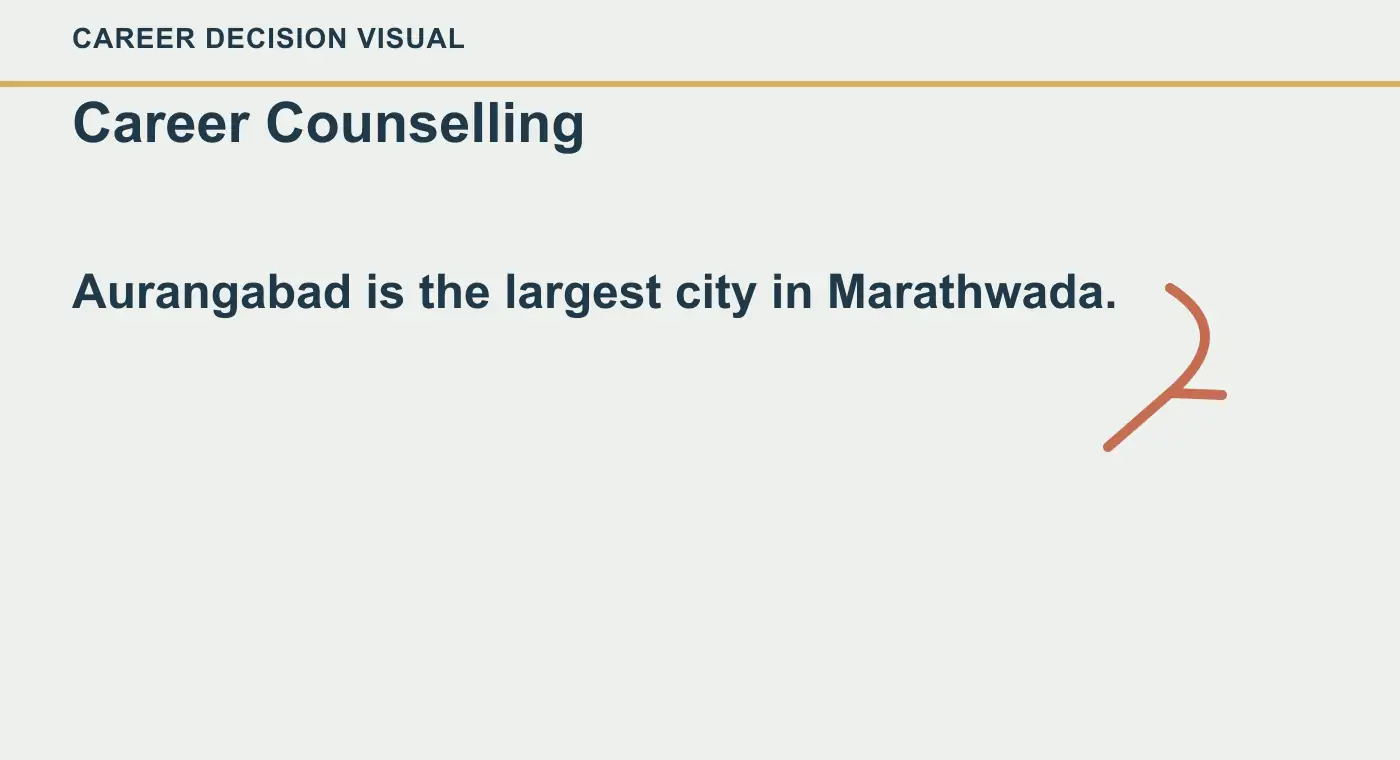 CAREER DECISION VISUAL
Career Counselling
Aurangabad is the largest city in Marathwada.